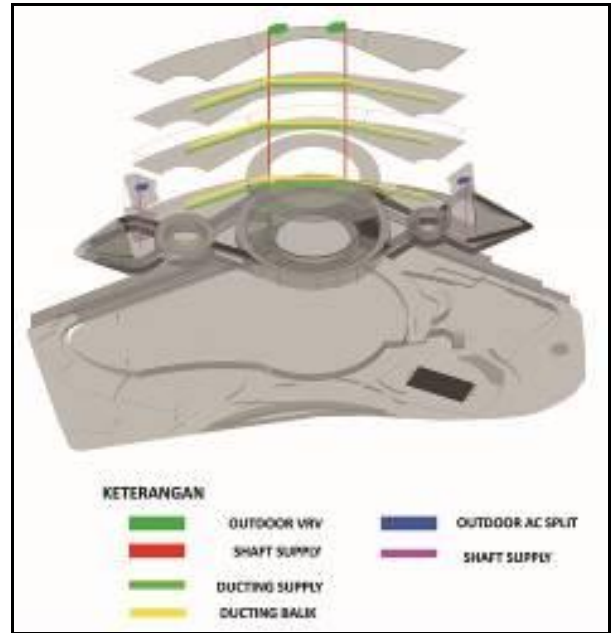 KETERANGAN
OUTDOOR VRV
SHAFT SUPPLY
DUCTING SUPPLY
DUCTING BALIK
OUTDOOR AC SPLIT
SHAFT SUPPLY